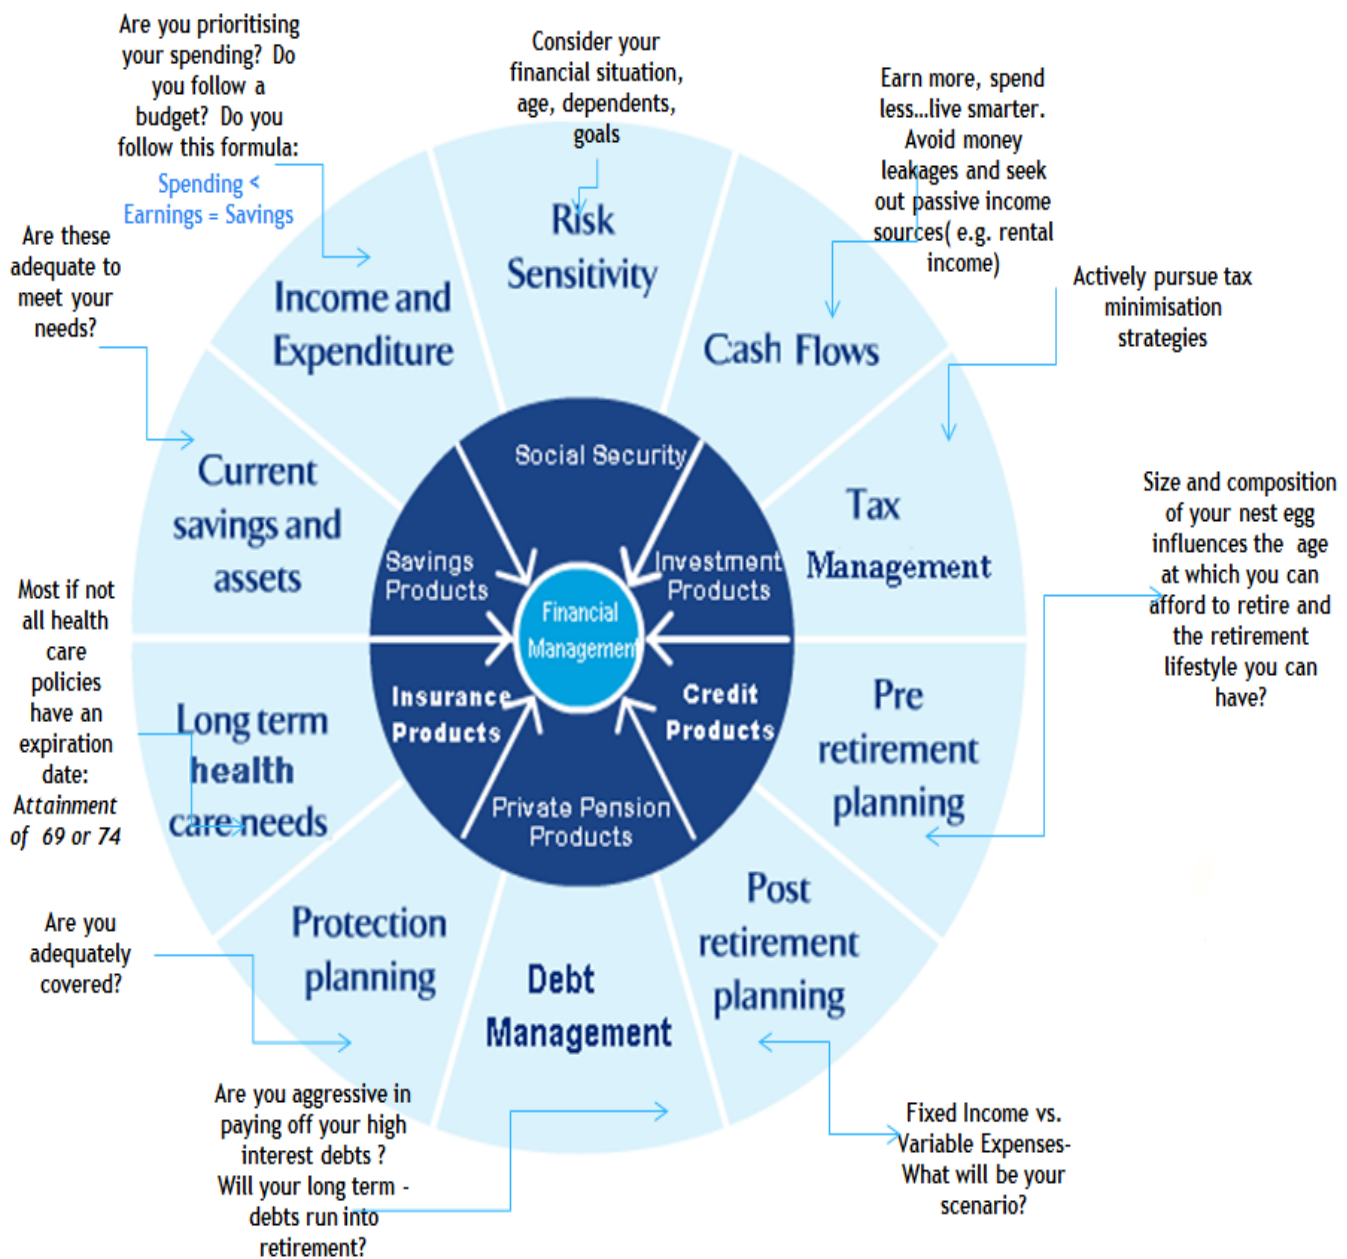 Are you prioritising
your spending? Do
you follow a
budget? Do you
follow this formula:
Spending <
Earnings = Savings
Consider your
financial situation,
age, dependents,
goals
Earn more, spend
less...live smarter.
Avoid money
leakages and seek
out passive income
sources( e.g. rental
income)
Actively pursue tax
minimisation
strategies
Are these
adequate to
meet your
needs?
Size and composition
of your nest egg
influences the age
at which you can
afford to retire and
the retirement
lifestyle you can
have?
Most if not
all health
care
policies
have an
expiration
date:
Attainment
of 69 or 74
Are you
adequately
covered?
Are you aggressive in
paying off your high
interest debts ?
Will your long term -
debts run into
retirement?
Fixed Income vs.
Variable Expenses-
What will be your
scenario?
Risk
Sensitivity
Income and
Expenditure
Cash Flows
Current
savings and
assets
Tax
Management
Long term
health
care needs
Pre
retirement
planning
Protection
planning
Debt
Management
Post
retirement
planning
Social Security
Savings
Products
Investment
Products
Insurance
Products
Credit
Products
Private Pension
Products
Financial
Management